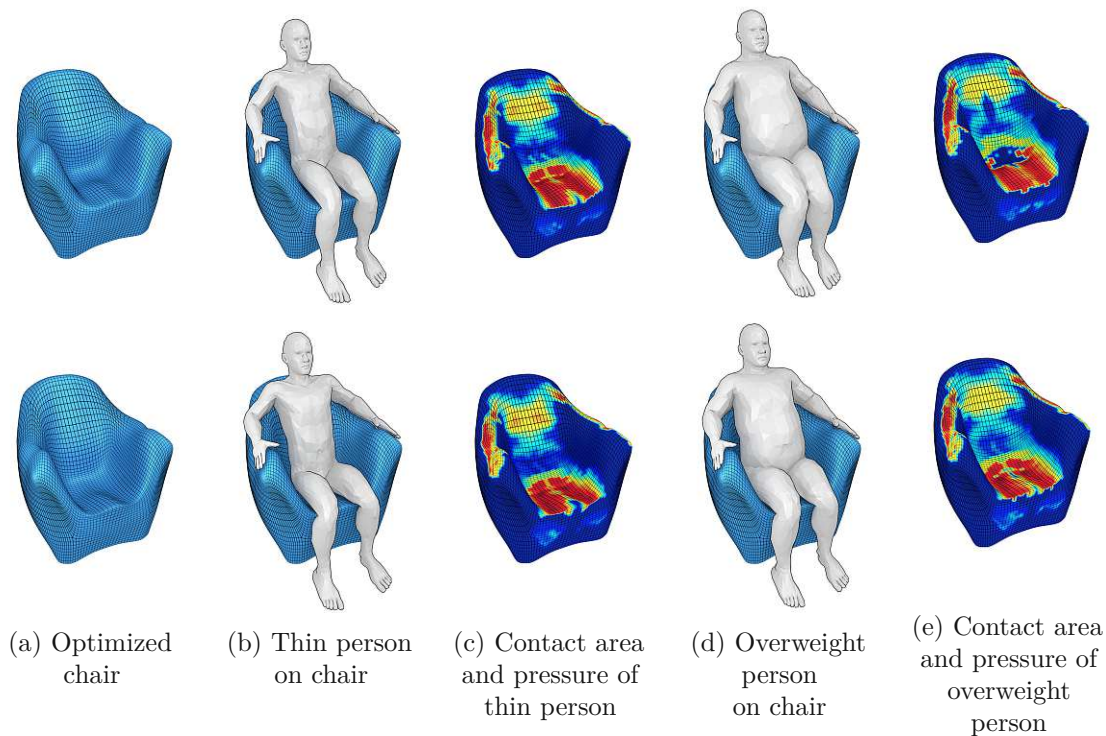 (a) Optimized
chair
(b) Thin person
on chair
(c) Contact area
and pressure of
thin person
(d) Overweight
person
on chair
(e) Contact area
and pressure of
overweight
person